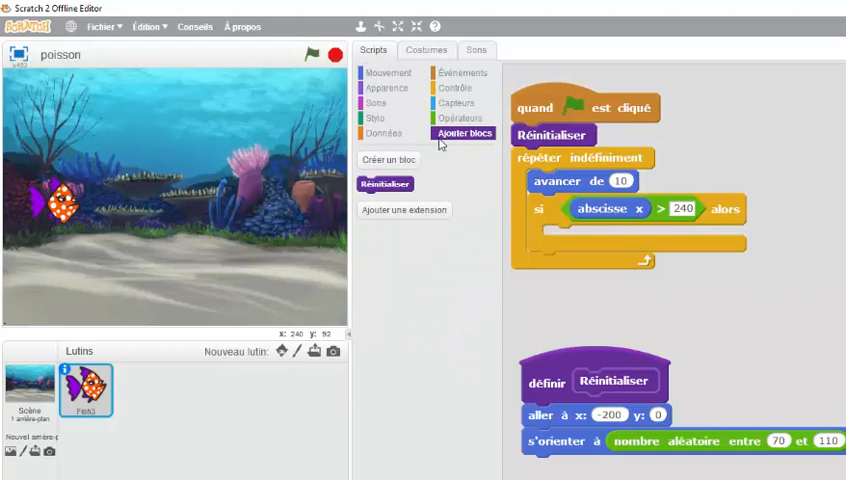 Scratch 2 Offline Editor
SCRATCH Fichier Édition Conseils À propos
poisson
Scripts Costumes Sons
Mouvement Événements
Apparence Contrôle
Sons Capteurs
Stylo Opérateurs
Données Ajouter blocs
Créer un bloc
Réinitialiser
Ajouter une extension
quand est cliqué
Réinitialiser
répéter indéfiniment
avancer de 10
si abscisse x > 240 alors
définir Réinitialiser
aller à x: -200 y: 0
s'orienter à nombre aléatoire entre 70 et 110
x: 240 y: 92
Lutins Nouveau lutin:
Scène
1 arrière-plan
Fish3
Nouvel arrière-p